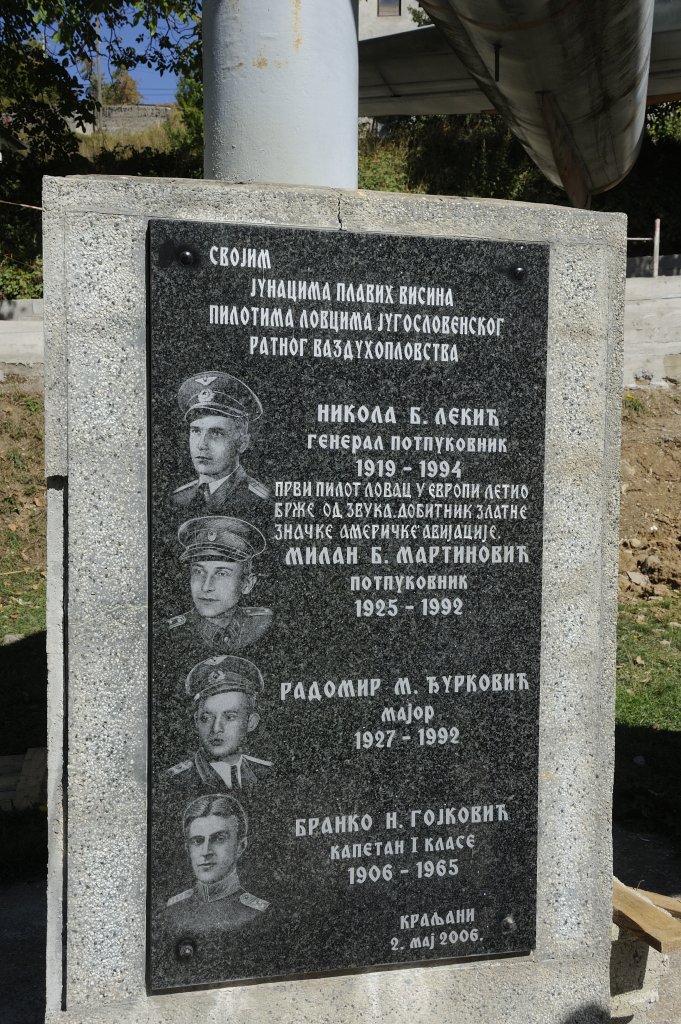 СВОЈИМ
ЈУНАЦИМА ПЛАВИХ ВИСИНА
ПИЛОТИМА ЛОВЦИМА ЈУГОСЛОВЕНСКОГ
РАТНОГ ВАЗДУХОПЛОВСТВА
НИКОЛА Б. ЛЕКИЋ
ГЕНЕРАЛ ПОТПУКОВНИК
1919 - 1994
ПРВИ ПИЛОТ ЛОВАЦ У ЕВРОПИ ЛЕТИО
БРЖЕ ОД ЗВУКА. ДОБИТНИК ЗЛАТНЕ
ЗНАЧКЕ АМЕРИЧКЕ АВИЈАЦИЈЕ.
МИЛАН Б. МАРТИНОВИЋ
ПОТПУКОВНИК
1925 - 1992
РАДОМИР М. ЂУРКОВИЋ
МАЈОР
1927 - 1992
БРАНКО Н. ГОЈКОВИЋ
КАПЕТАН I КЛАСЕ
1906 - 1965
КРАЉАНИ
2. МАЈ 2006.